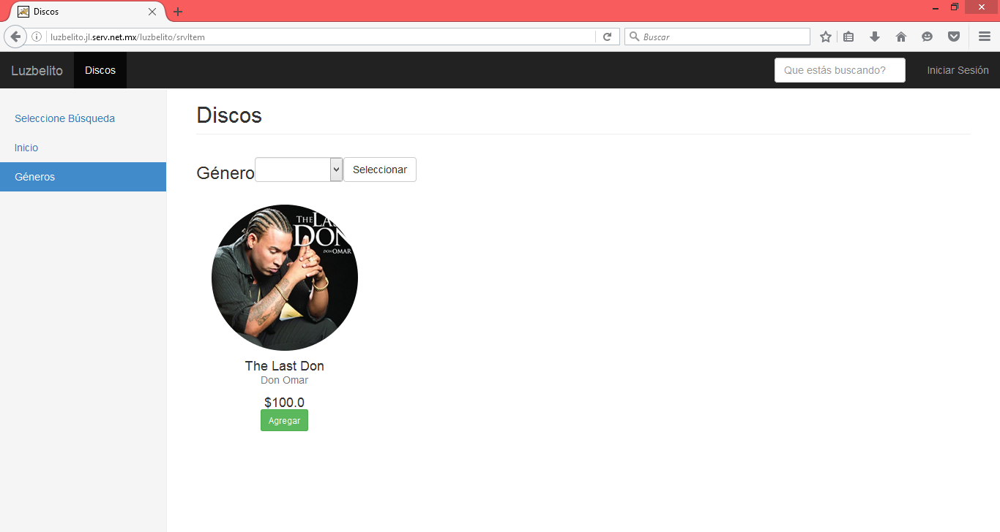 Discos
luzbelito.jl.serv.net.mx/luzbelito/srvItem
Buscar
Luzbelito
Discos
Que estás buscando?
Iniciar Sesión
Seleccione Búsqueda
Inicio
Géneros
Discos
Género
Seleccionar
THE LAS
DON
DON OMAR
The Last Don
Don Omar
$100.0
Agregar